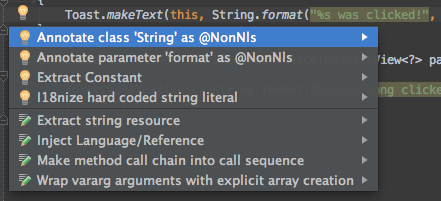 {
Toast.makeText(this, String.format("%s was clicked!",
Annotate class 'String' as @NonNls
View<?> pa
Annotate parameter 'format' as @NonNls
Extract Constant
ong clicke
I18nize hard coded string literal
Extract string resource
Inject Language/Reference
Make method call chain into call sequence
Wrap vararg arguments with explicit array creation